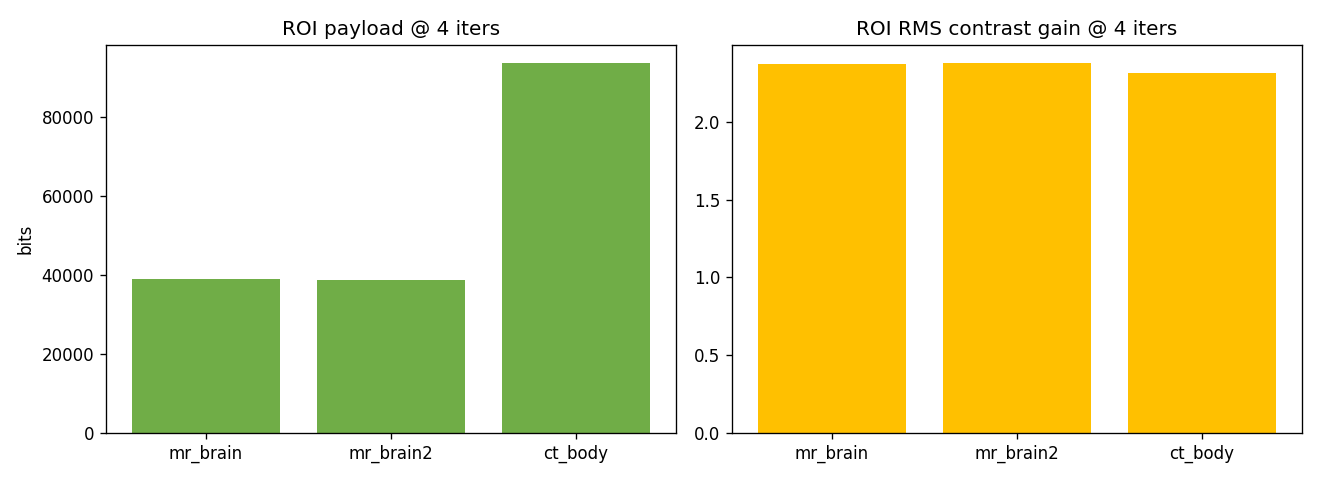 ROI payload @ 4 iters
bits
80000
60000
40000
20000
0
mr_brain mr_brain2 ct_body
ROI RMS contrast gain @ 4 iters
2.0
1.5
1.0
0.5
0.0
mr_brain mr_brain2 ct_body